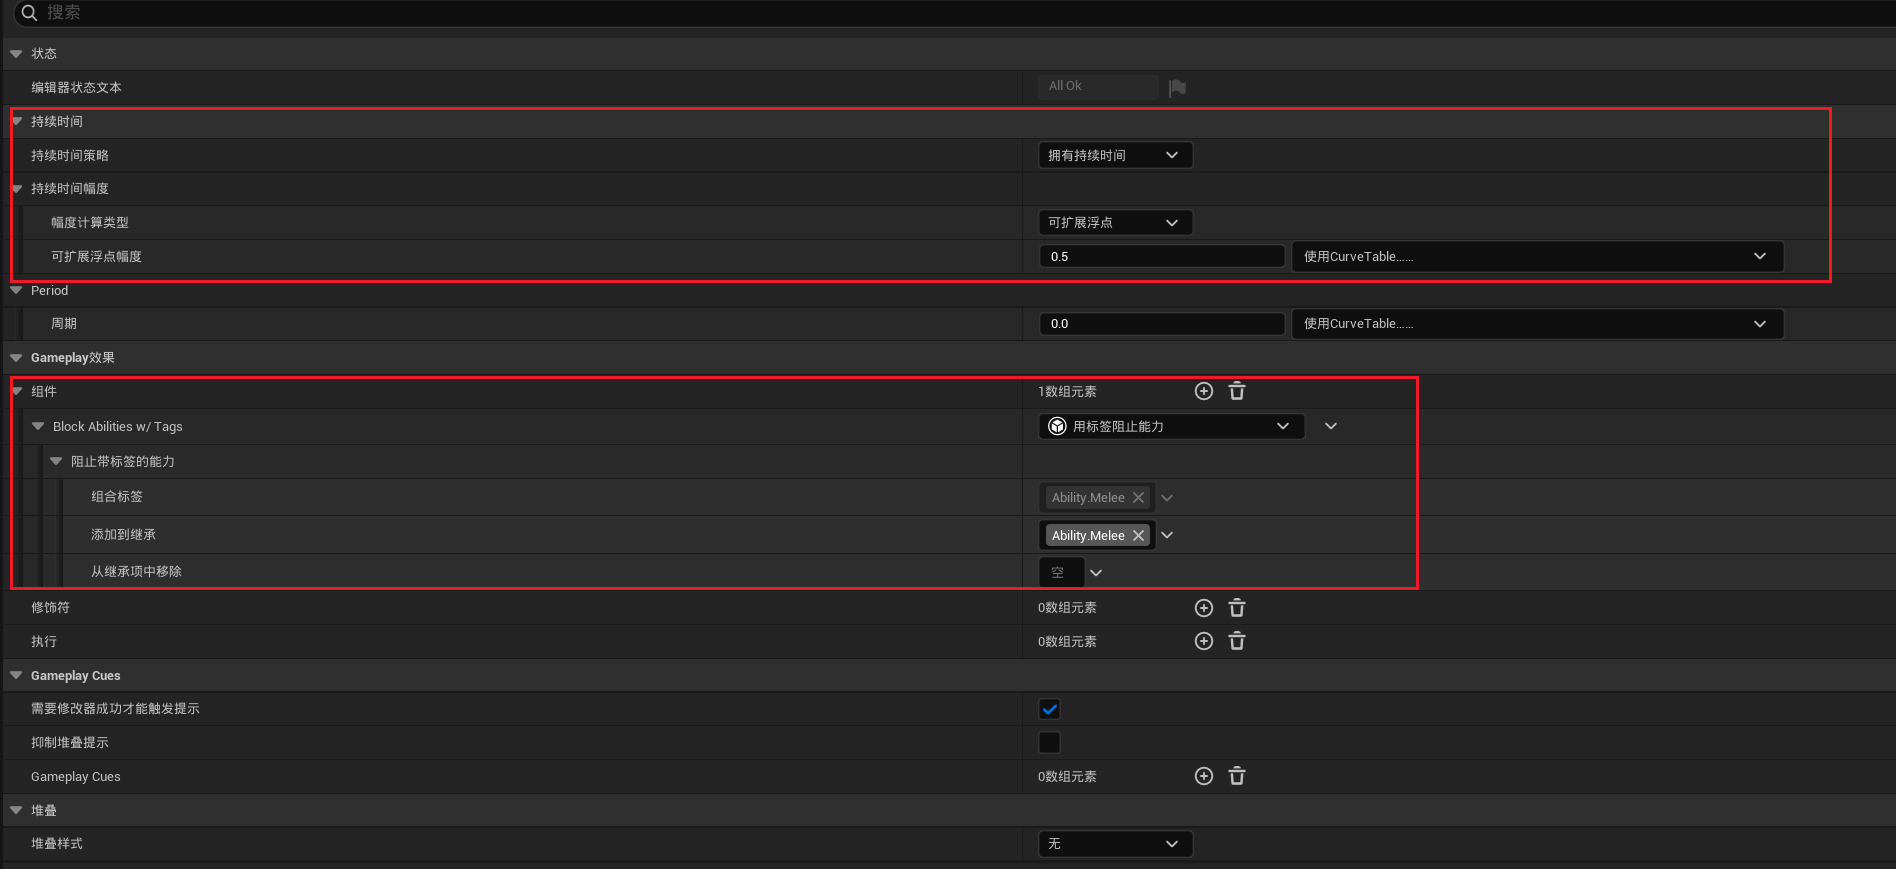 搜索
状态
编辑器状态文本 All Ok
持续时间
持续时间策略 拥有持续时间
持续时间幅度
幅度计算类型 可扩展浮点
可扩展浮点幅度 0.5 使用CurveTable......
Period
周期 0.0 使用CurveTable......
Gameplay效果
组件 1数组元素
Block Abilities w/ Tags 用标签阻止能力
阻止带标签的能力
组合标签 Ability.Melee
添加到继承 Ability.Melee
从继承项中移除 空
修饰符 0数组元素
执行 0数组元素
Gameplay Cues
需要修改器成功才能触发提示
抑制堆叠提示
Gameplay Cues 0数组元素
堆叠
堆叠样式 无